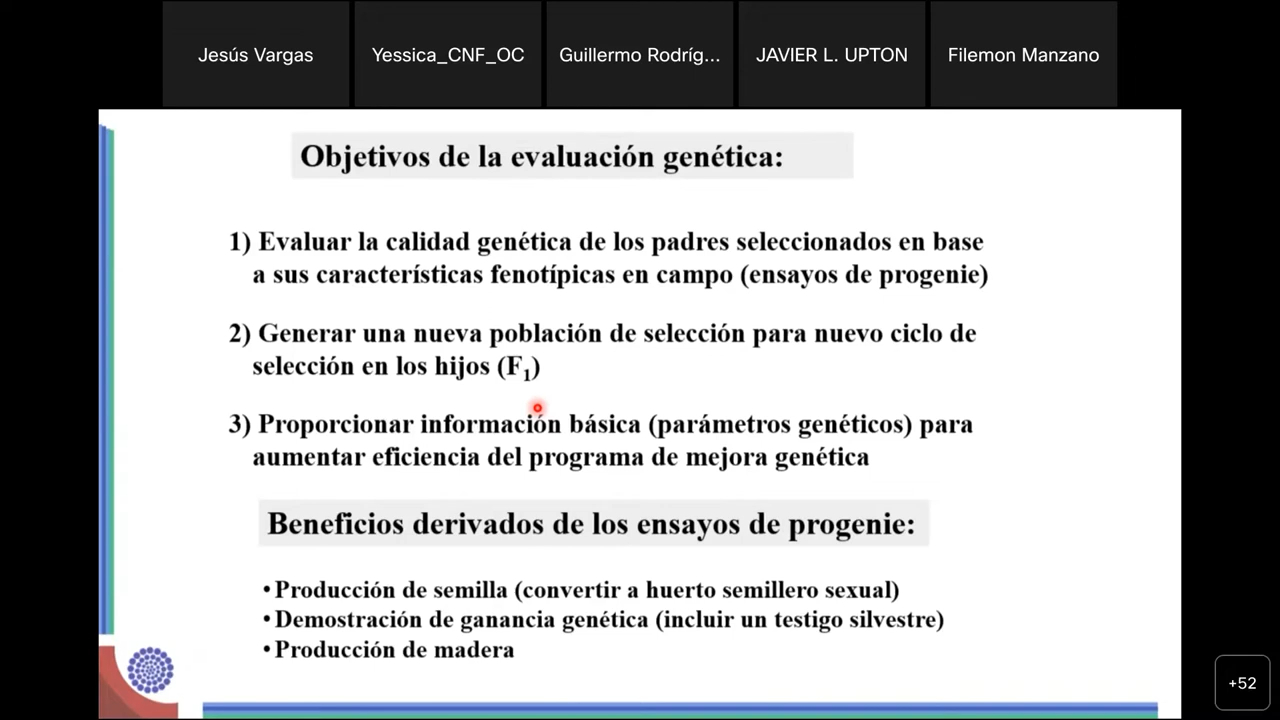 Jesús Vargas
Yessica_CNF_OC
Guillermo Rodríg...
JAVIER L. UPTON
Filemon Manzano
Objetivos de la evaluación genética:
1) Evaluar la calidad genética de los padres seleccionados en base
a sus características fenotípicas en campo (ensayos de progenie)
2) Generar una nueva población de selección para nuevo ciclo de
selección en los hijos (F₁)
3) Proporcionar información básica (parámetros genéticos) para
aumentar eficiencia del programa de mejora genética
Beneficios derivados de los ensayos de progenie:
•Producción de semilla (convertir a huerto semillero sexual)
•Demostración de ganancia genética (incluir un testigo silvestre)
•Producción de madera
+52